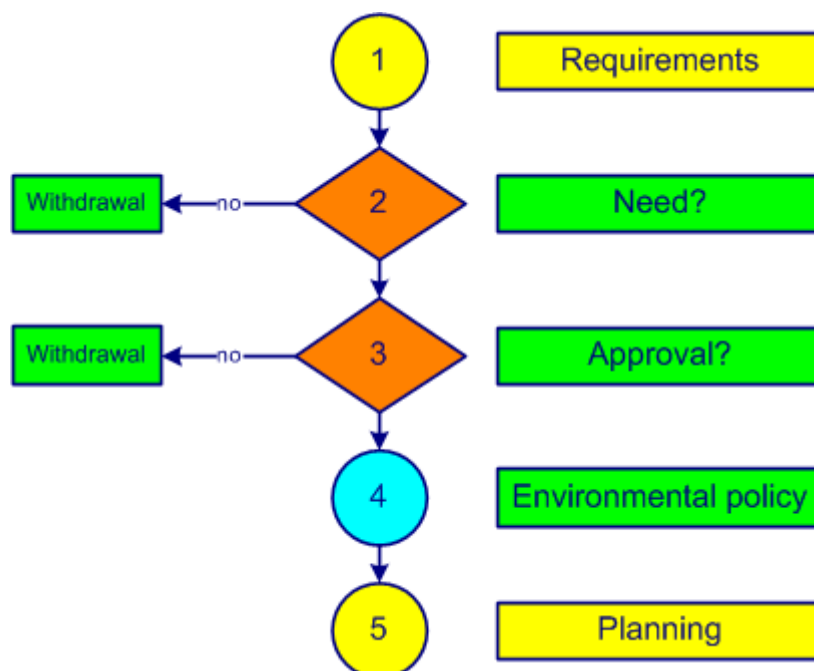 1
Requirements
Withdrawal
no
2
Need?
Withdrawal
no
3
Approval?
4
Environmental policy
5
Planning